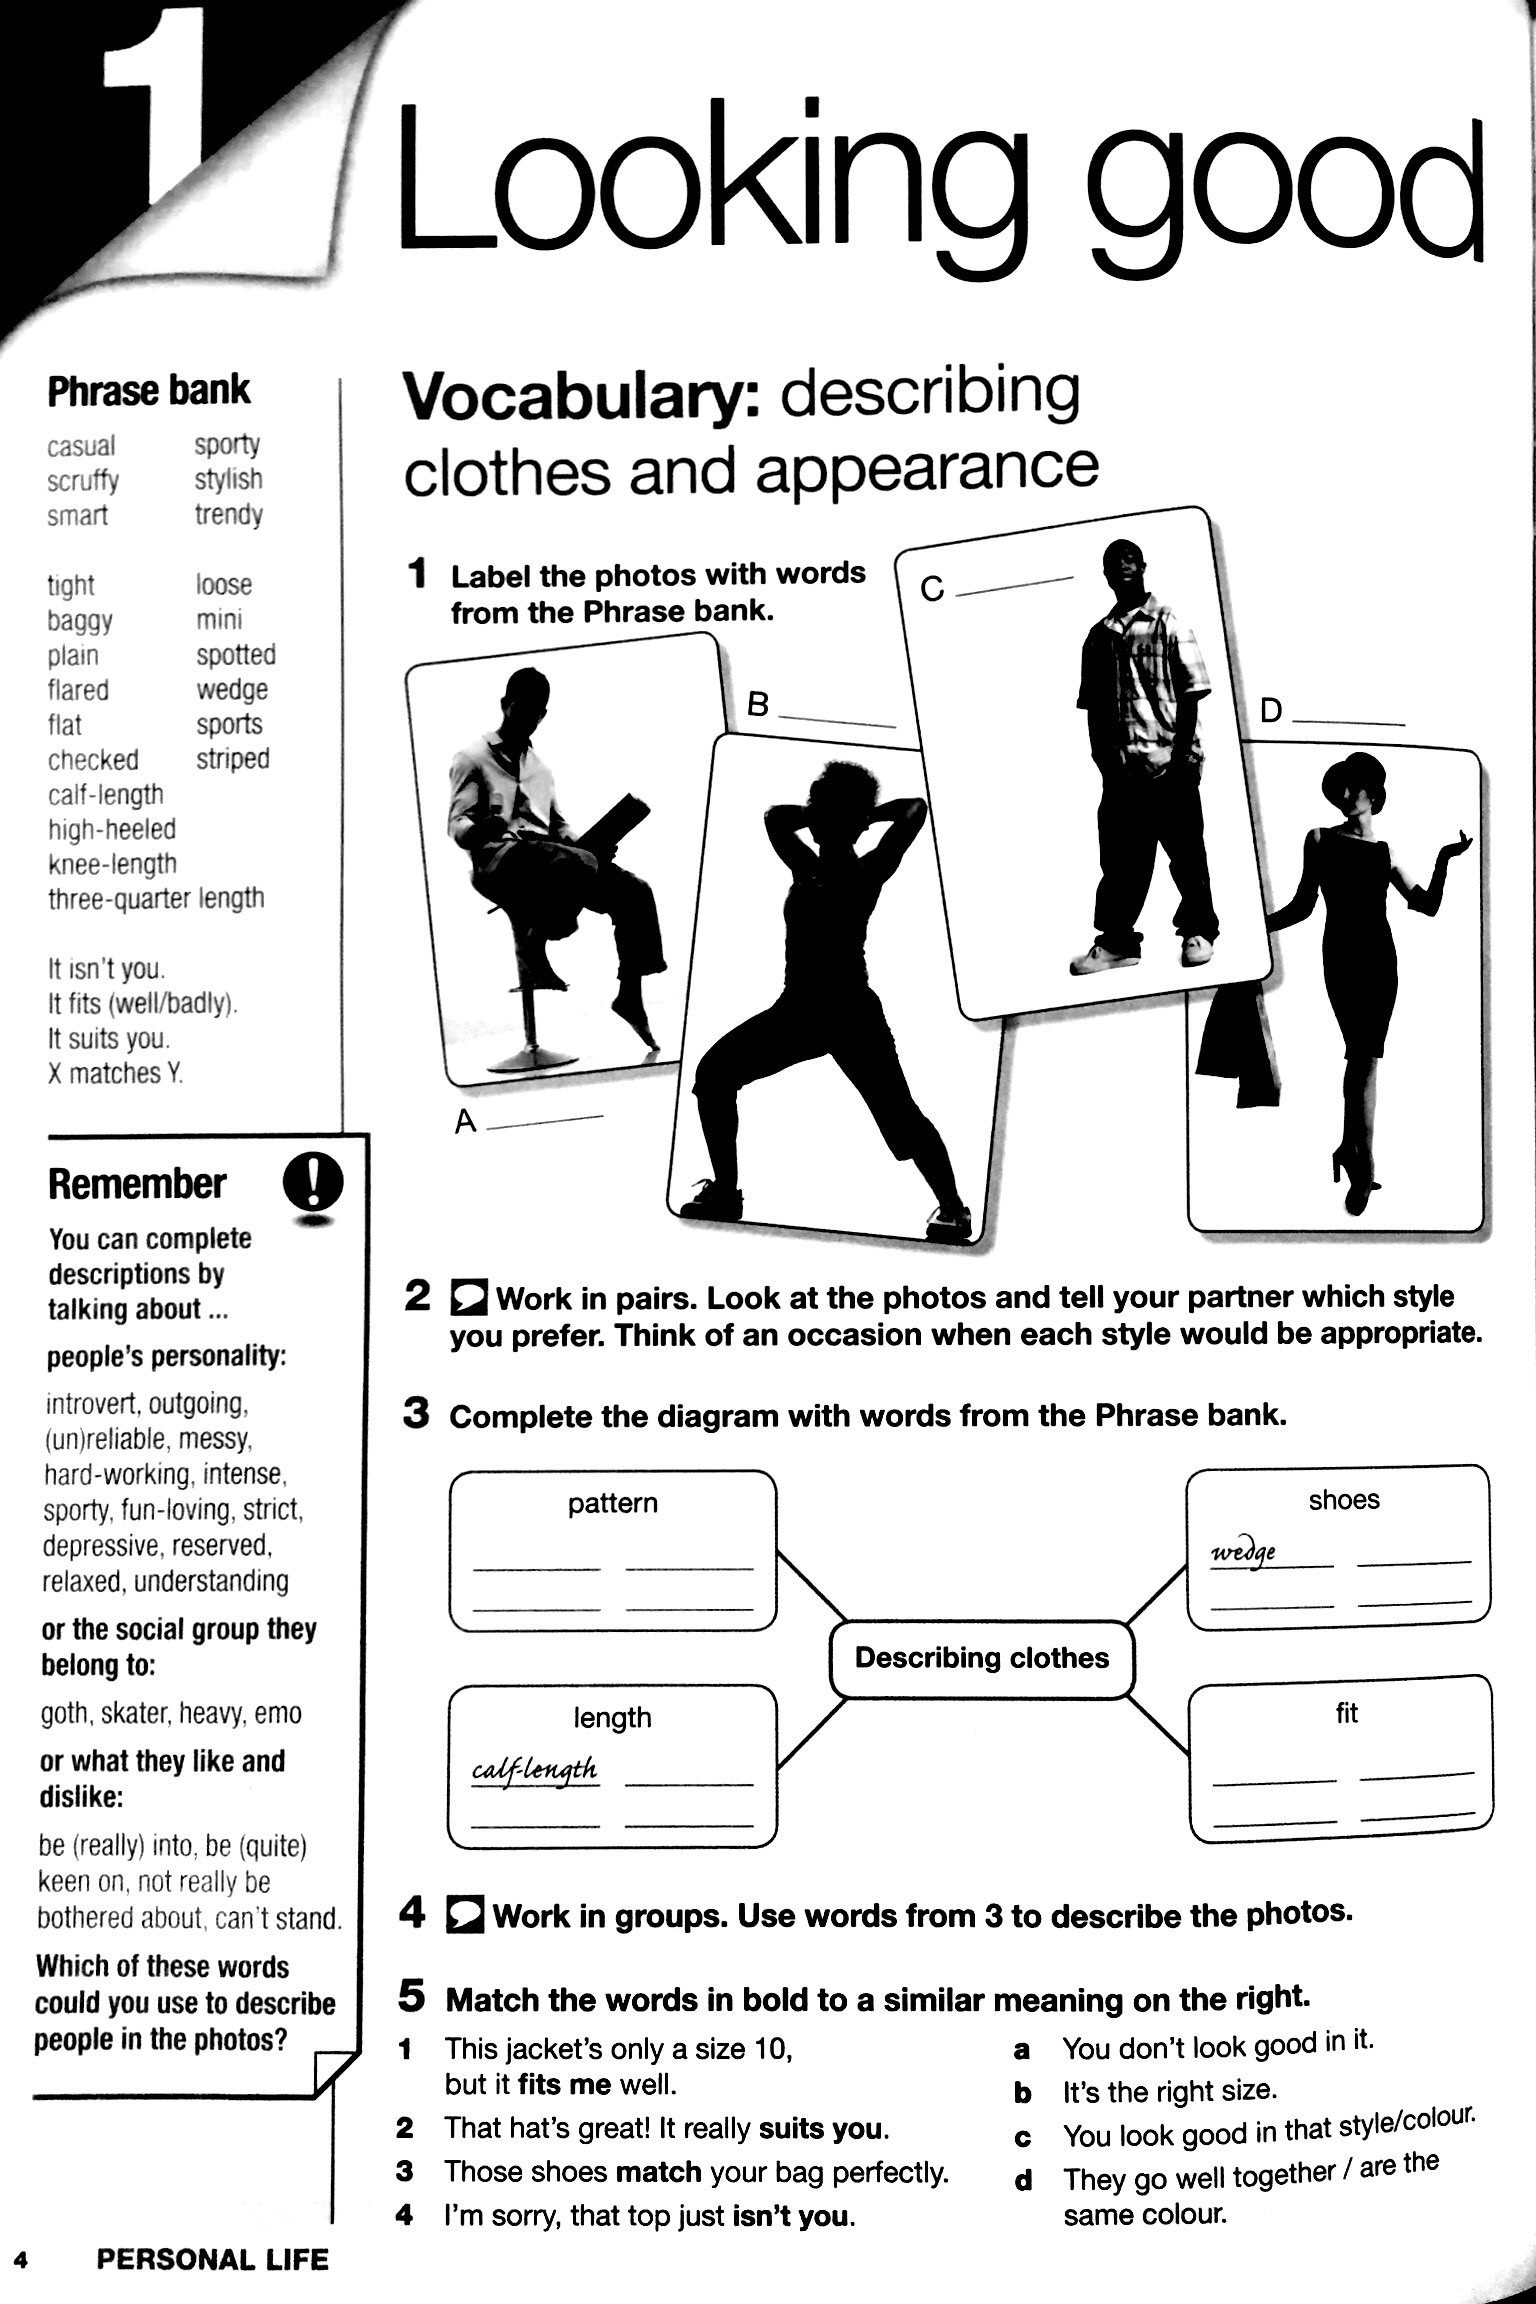 1
Looking good
Phrase bank
casual sporty
scruffy stylish
smart trendy
tight loose
baggy mini
plain spotted
flared wedge
flat sports
checked striped
calf-length
high-heeled
knee-length
three-quarter length
It isn't you.
It fits (well/badly).
It suits you.
X matches Y.
Remember !
You can complete
descriptions by
talking about ...
people's personality:
introvert, outgoing,
(un)reliable, messy,
hard-working, intense,
sporty, fun-loving, strict,
depressive, reserved,
relaxed, understanding
or the social group they
belong to:
goth, skater, heavy, emo
or what they like and
dislike:
be (really) into, be (quite)
keen on, not really be
bothered about, can't stand.
Which of these words
could you use to describe
people in the photos?
Vocabulary: describing
clothes and appearance
1 Label the photos with words
from the Phrase bank.
A
B
C
D
2 Work in pairs. Look at the photos and tell your partner which style
you prefer. Think of an occasion when each style would be appropriate.
3 Complete the diagram with words from the Phrase bank.
pattern
shoes
wedge
Describing clothes
length
calf-length
fit
4 Work in groups. Use words from 3 to describe the photos.
5 Match the words in bold to a similar meaning on the right.
1 This jacket's only a size 10,
but it fits me well.
2 That hat's great! It really suits you.
3 Those shoes match your bag perfectly.
4 I'm sorry, that top just isn't you.
a You don't look good in it.
b It's the right size.
c You look good in that style/colour.
d They go well together / are the
same colour.
4 PERSONAL LIFE